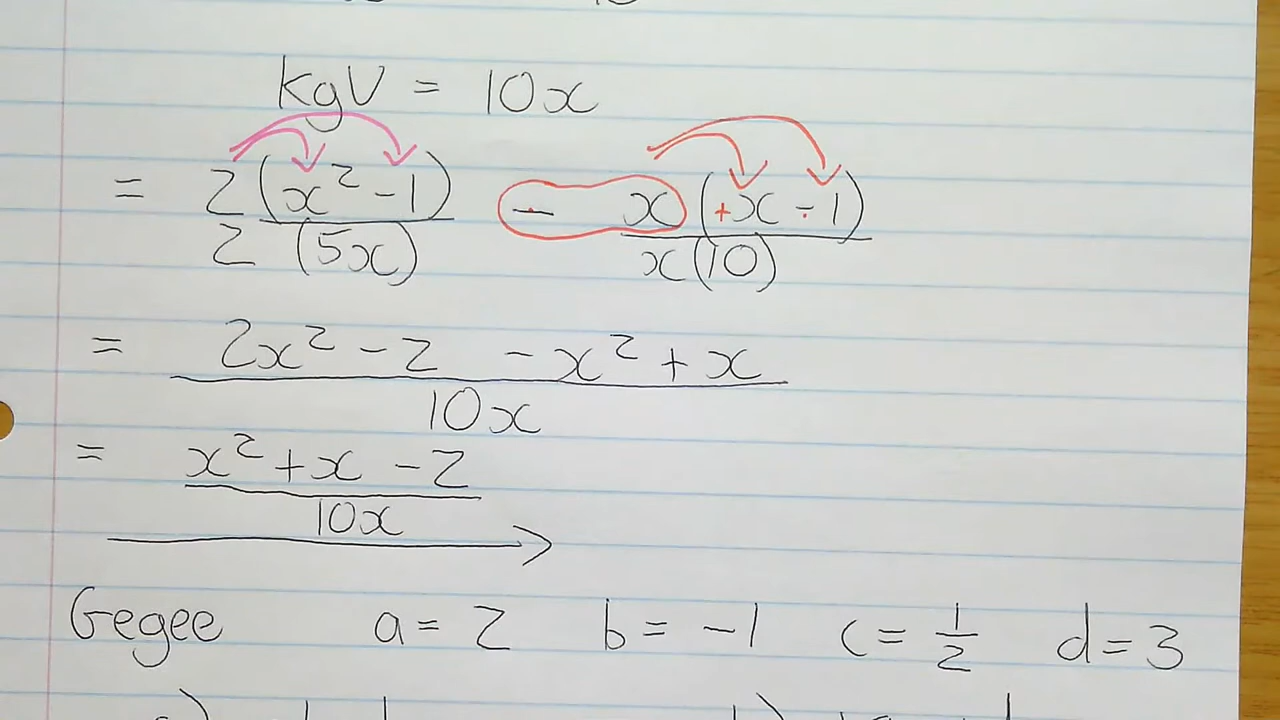 kgV = 10x
= 2(x² - 1) / 2 (5x) - x(+x - 1) / x(10)
= 2x² - 2 - x² + x / 10x
= x² + x - 2 / 10x
Gegee a = 2 b = -1 c = 1/2 d = 3